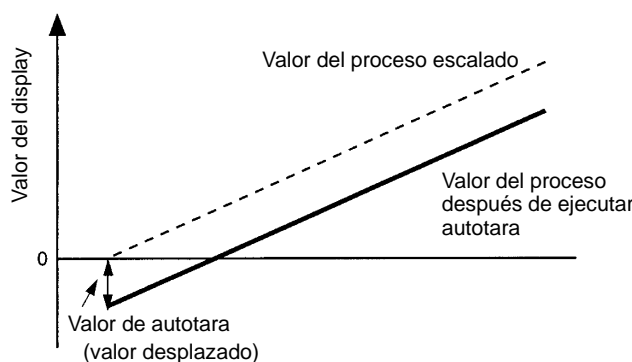 Valor del display
Valor del proceso escalado
Valor del proceso
después de ejecutar
autotara
0
Valor de autotara
(valor desplazado)